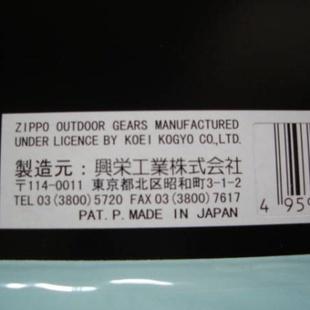 ZIPPO OUTDOOR GEARS MANUFACTURED
UNDER LICENCE BY KOEI KOGYO CO.,LTD.
製造元：興栄工業株式会社
〒114-0011 東京都北区昭和町3-1-2
TEL 03(3800)5720 FAX 03(3800)7617
PAT. P. MADE IN JAPAN
4 959